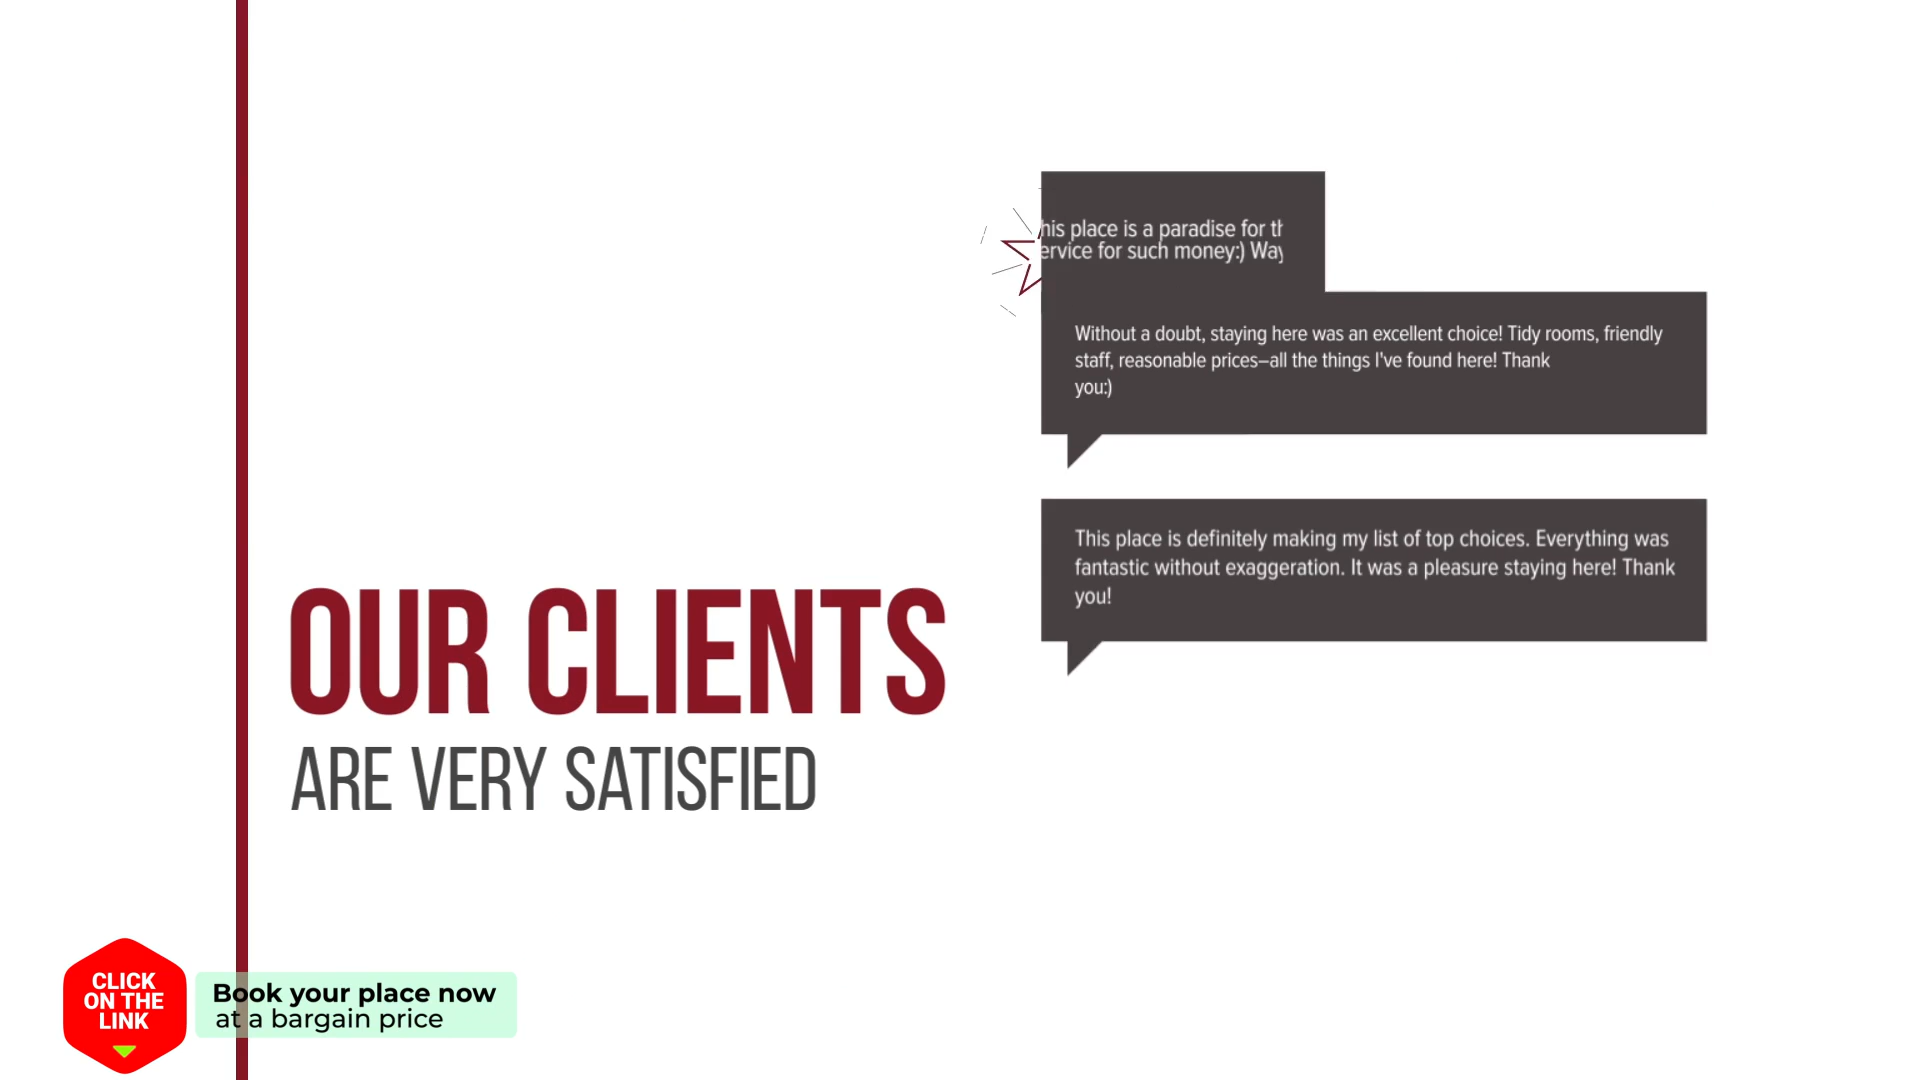 his place is a paradise for
ervice for such money:)
Without a doubt, staying here was an excellent choice! Tidy rooms, friendly
staff, reasonable prices–all the things I've found here! Thank
you:)
This place is definitely making my list of top choices. Everything was
fantastic without exaggeration. It was a pleasure staying here! Thank
you!
OUR CLIENTS
ARE VERY SATISFIED
CLICK
ON THE
LINK
Book your place now
at a bargain price